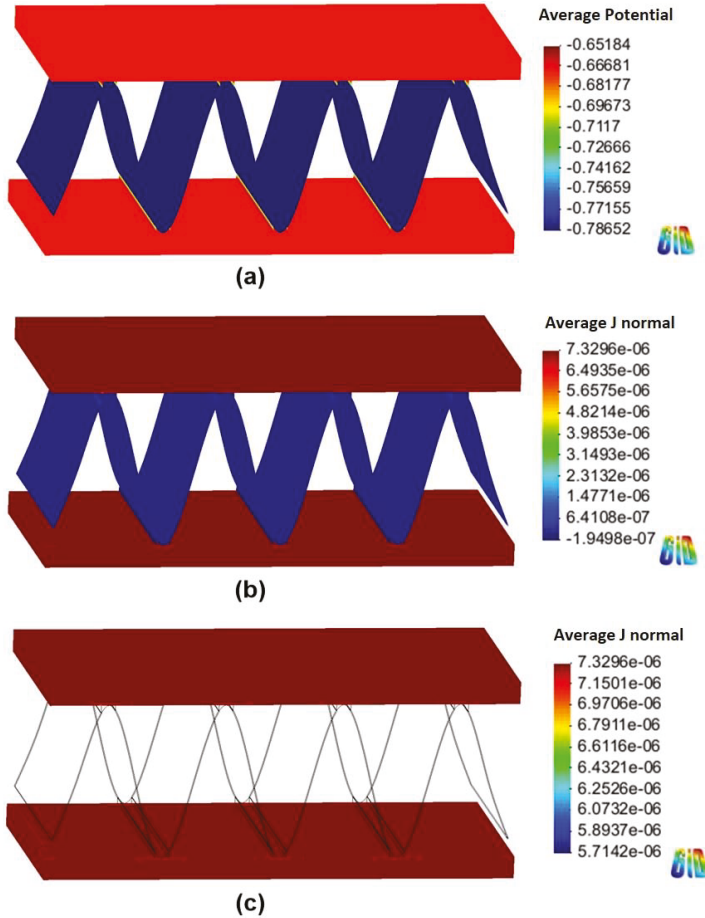 Average Potential
-0.65184
-0.66681
-0.68177
-0.69673
-0.7117
-0.72666
-0.74162
-0.75659
-0.77155
-0.78652
GiD
(a)
Average J normal
7.3296e-06
6.4935e-06
5.6575e-06
4.8214e-06
3.9853e-06
3.1493e-06
2.3132e-06
1.4771e-06
6.4108e-07
-1.9498e-07
GiD
(b)
Average J normal
7.3296e-06
7.1501e-06
6.9706e-06
6.7911e-06
6.6116e-06
6.4321e-06
6.2526e-06
6.0732e-06
5.8937e-06
5.7142e-06
GiD
(c)